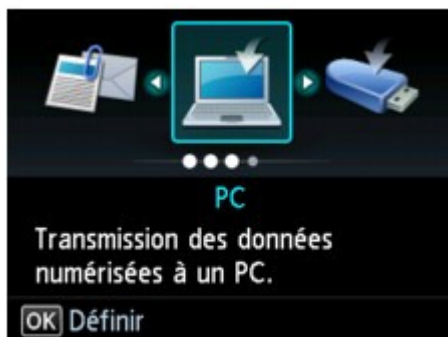 PC
Transmission des données
numérisées à un PC.
OK Définir